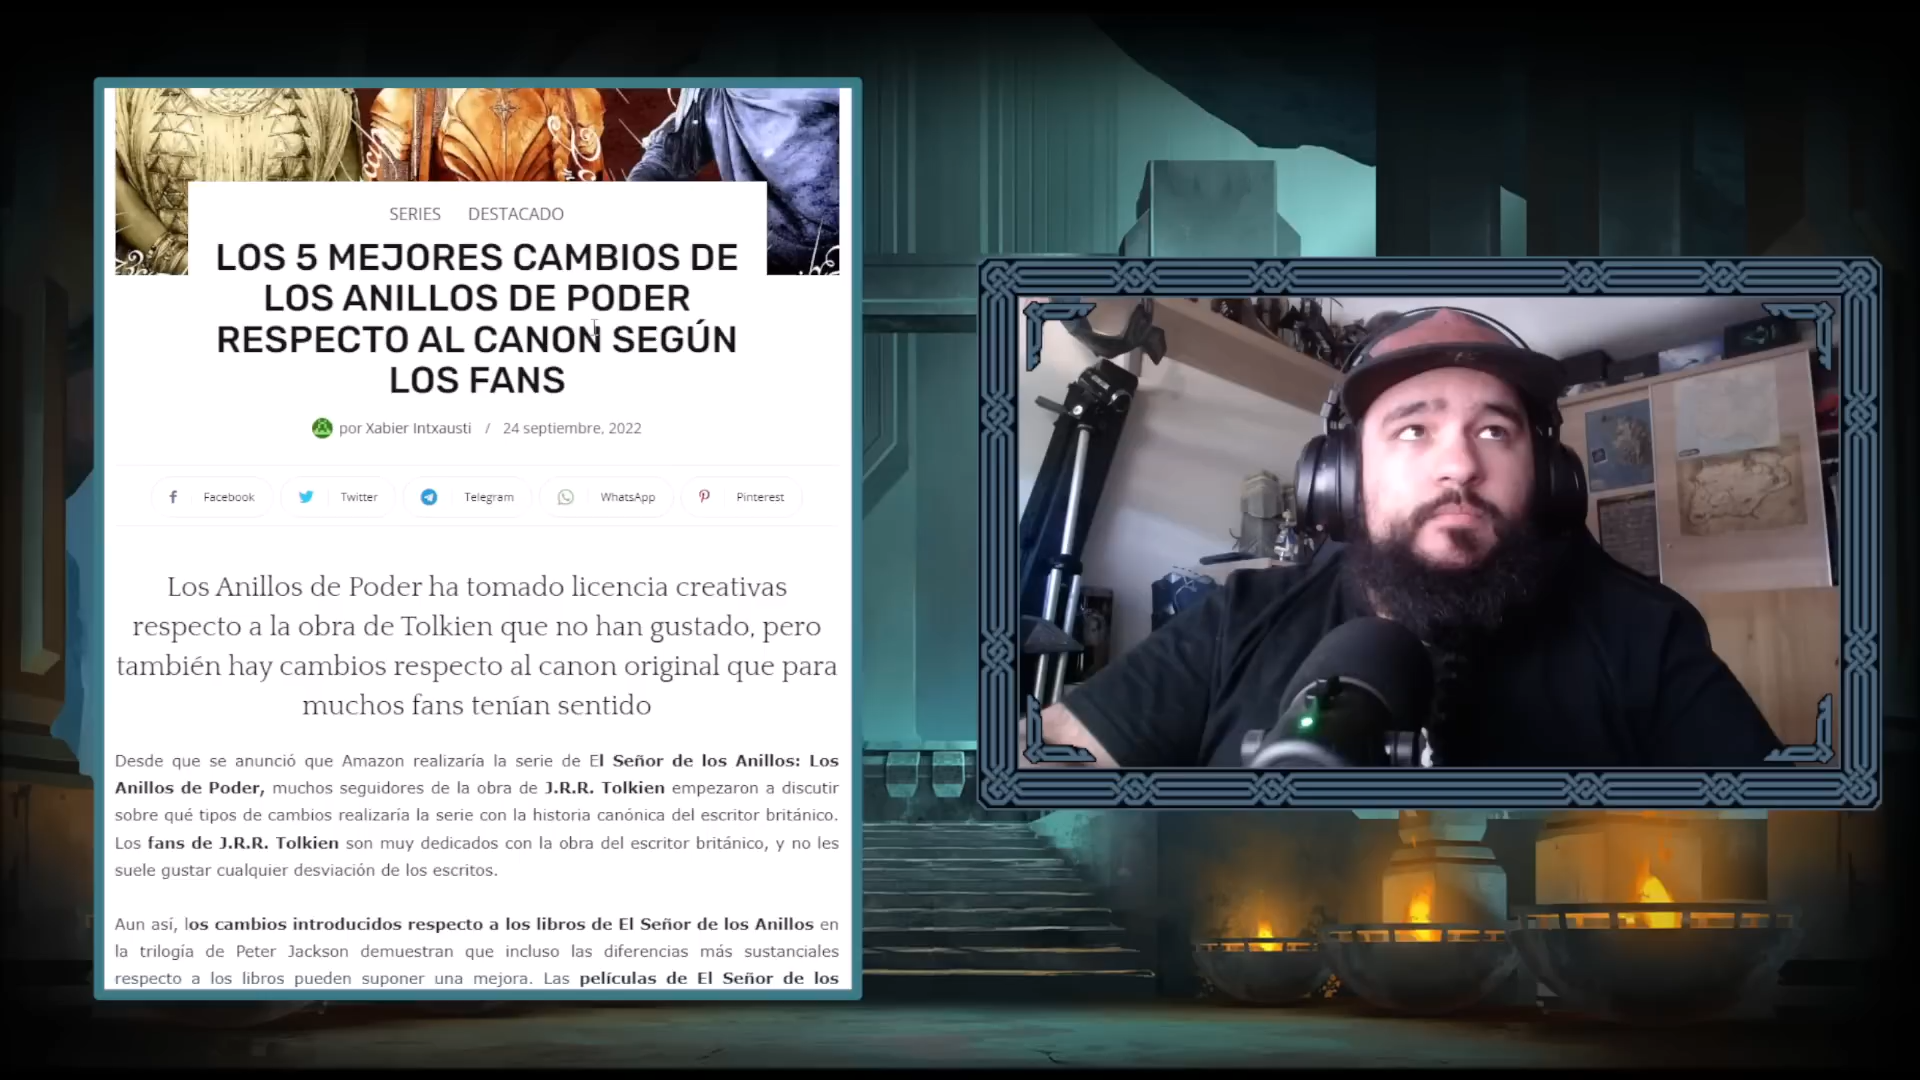 SERIES DESTACADO
LOS 5 MEJORES CAMBIOS DE
LOS ANILLOS DE PODER
RESPECTO AL CANON SEGÚN
LOS FANS
por Xabier Intxausti / 24 septiembre, 2022
Facebook Twitter Telegram WhatsApp Pinterest
Los Anillos de Poder ha tomado licencia creativas
respecto a la obra de Tolkien que no han gustado, pero
también hay cambios respecto al canon original que para
muchos fans tenían sentido
Desde que se anunció que Amazon realizaría la serie de El Señor de los Anillos: Los
Anillos de Poder, muchos seguidores de la obra de J.R.R. Tolkien empezaron a discutir
sobre qué tipos de cambios realizaría la serie con la historia canónica del escritor británico.
Los fans de J.R.R. Tolkien son muy dedicados con la obra del escritor británico, y no les
suele gustar cualquier desviación de los escritos.
Aun así, los cambios introducidos respecto a los libros de El Señor de los Anillos en
la trilogía de Peter Jackson demuestran que incluso las diferencias más sustanciales
respecto a los libros pueden suponer una mejora. Las películas de El Señor de los